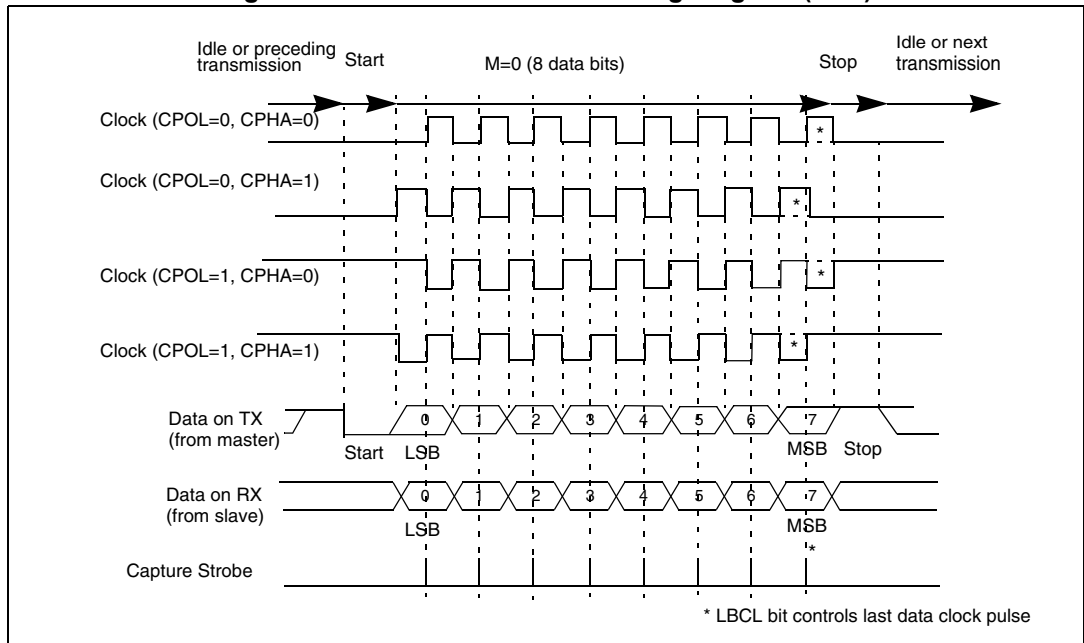 Idle or preceding
transmission
Start
M=0 (8 data bits)
Stop
Idle or next
transmission
Clock (CPOL=0, CPHA=0)
*
Clock (CPOL=0, CPHA=1)
*
Clock (CPOL=1, CPHA=0)
*
Clock (CPOL=1, CPHA=1)
*
Data on TX
(from master)
0 1 2 3 4 5 6 7
Start LSB MSB Stop
Data on RX
(from slave)
0 1 2 3 4 5 6 7
LSB MSB
*
Capture Strobe
* LBCL bit controls last data clock pulse